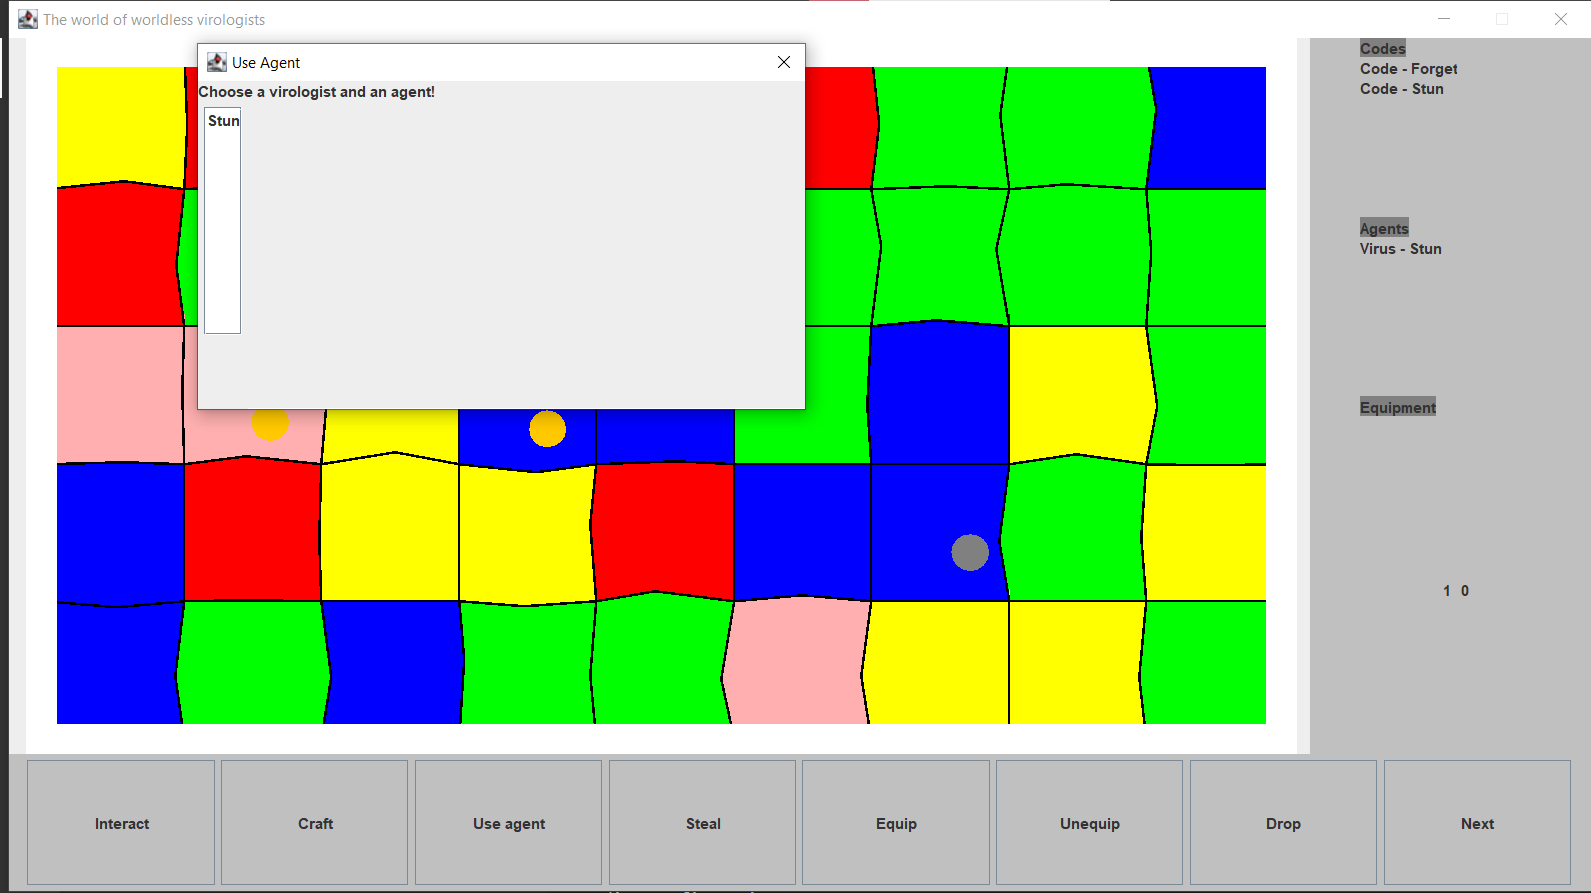 The world of worldless virologists
Use Agent
Choose a virologist and an agent!
Stun
Codes
Code - Forget
Code - Stun
Agents
Virus - Stun
Equipment
1 0
Interact
Craft
Use agent
Steal
Equip
Unequip
Drop
Next